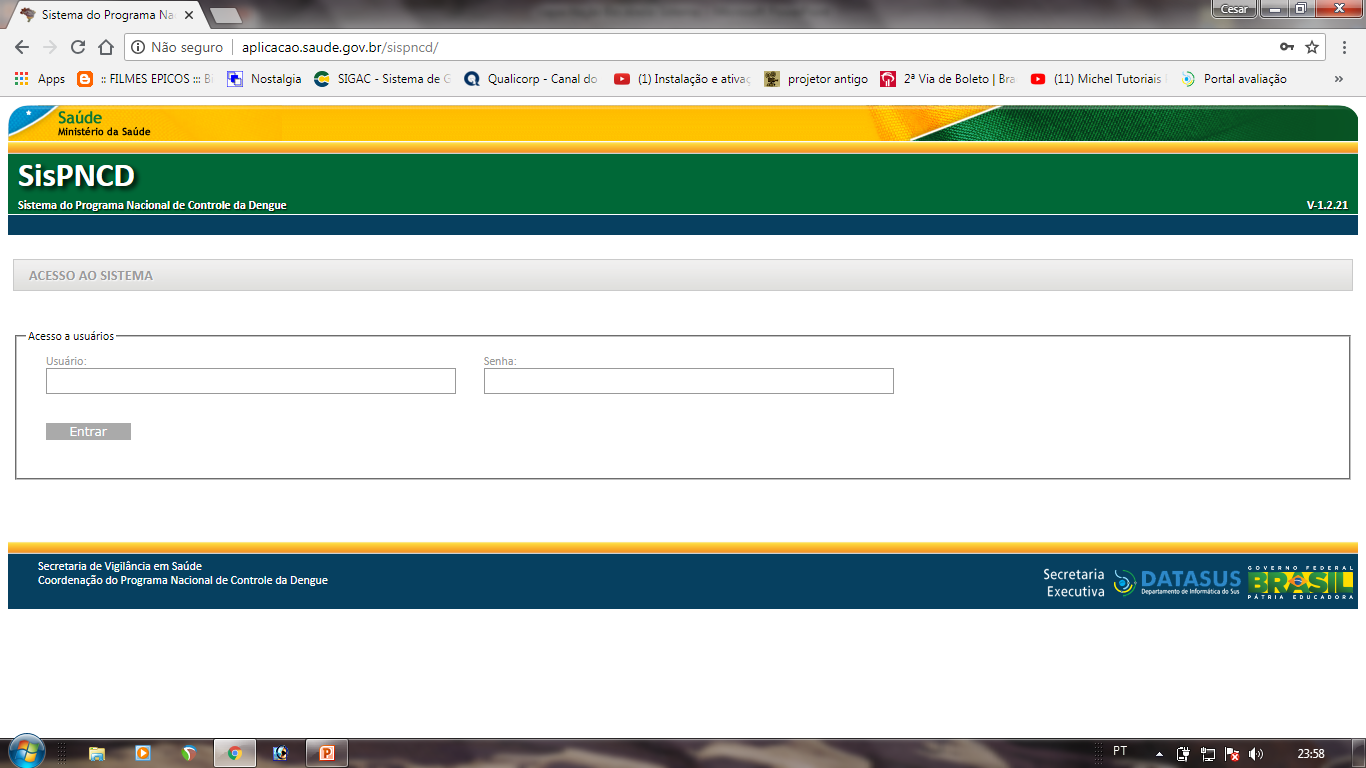 Sistema do Programa Na
Cesar
Não seguro
aplicacao.saude.gov.br/sispncd/
Apps
:: FILMES EPICOS ::: B
Nostalgia
SIGAC - Sistema de G
Qualicorp - Canal do
(1) Instalação e ativaç
projetor antigo
2ª Via de Boleto | Bra
(11) Michel Tutoriais
Portal avaliação
»
Saúde
Ministério da Saúde
SisPNCD
Sistema do Programa Nacional de Controle da Dengue
V-1.2.21
ACESSO AO SISTEMA
Acesso a usuários
Usuário:
Senha:
Entrar
Secretaria de Vigilância em Saúde
Coordenação do Programa Nacional de Controle da Dengue
Secretaria
Executiva
DATASUS
Departamento de Informática do Sus
GOVERNO FEDERAL
BRASIL
PÁTRIA EDUCADORA
PT
23:58